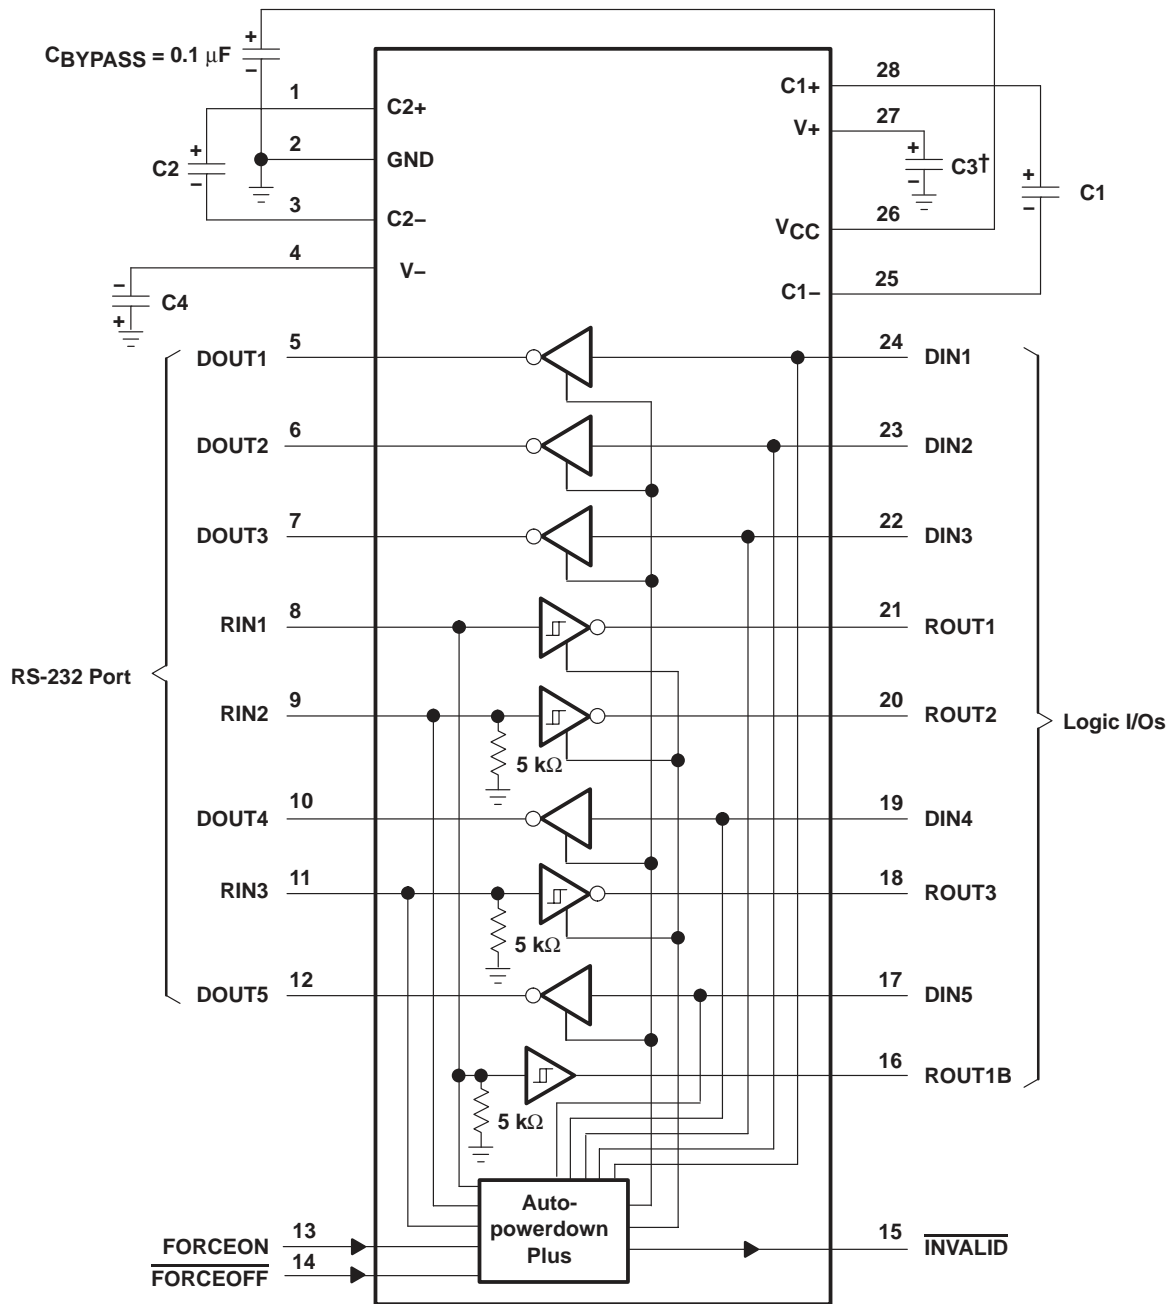 CBYPASS = 0.1 µF
+
–
1
C2+
C1+
28
V+
27
+
C2
–
2
GND
+
C3†
–
+
C1
–
3
C2–
VCC
26
4
V–
C1–
25
–
C4
+
DOUT1
5
24
DIN1
DOUT2
6
23
DIN2
DOUT3
7
22
DIN3
RIN1
8
21
ROUT1
RS-232 Port
RIN2
9
20
ROUT2
Logic I/Os
5 kΩ
DOUT4
10
19
DIN4
RIN3
11
18
ROUT3
5 kΩ
DOUT5
12
17
DIN5
16
ROUT1B
5 kΩ
Auto-
powerdown
Plus
FORCEON
13
15
INVALID
FORCEOFF
14